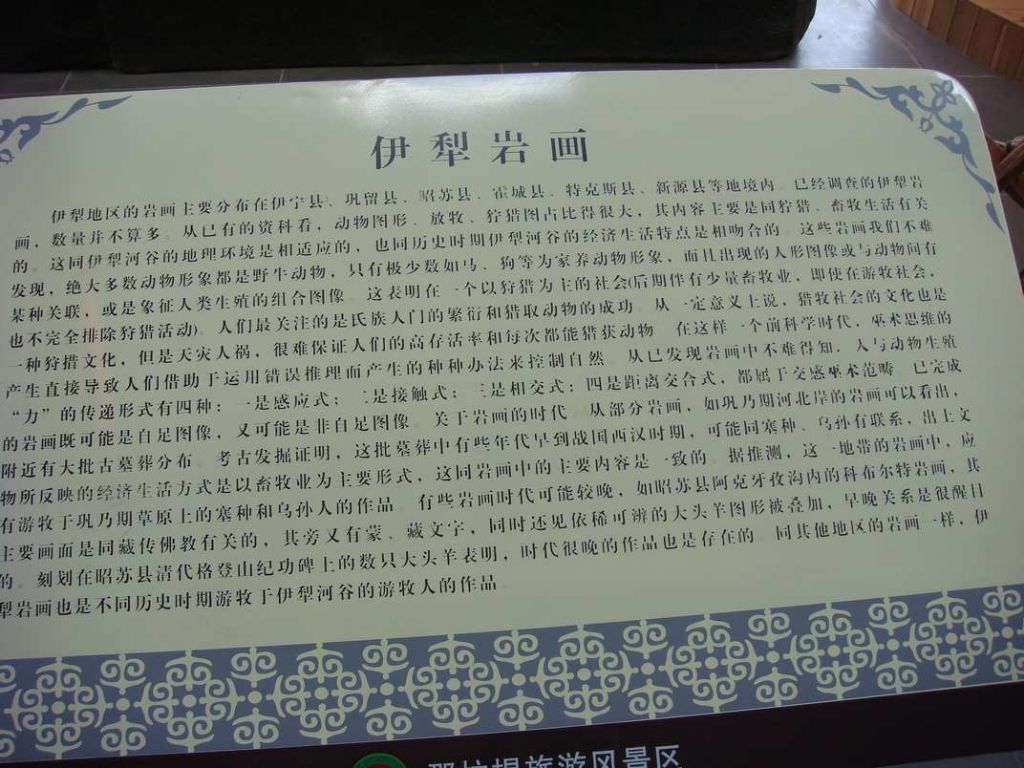 伊犁岩画
伊犁地区的岩画主要分布在伊宁县、巩留县、昭苏县、霍城县、特克斯县、新源县等地境内。已经调查的伊犁岩
画，数量并不算多。从已有的资科看，动物图形、放牧、狩猎图占比得很大，其内容主要是同狩猎、畜牧生活有关
的。这同伊犁河谷的地理环境是相适应的，也同历史时期伊犁河谷的经济生活特点是相吻合的。这些岩画我们不难
发现，绝大多数动物形象都是野牛动物，只有极少数如马、狗等为家养动物形象，而且出现的人形图像或与动物间有
某种关联，或是象征人类生殖的组合图像。这表明在一个以狩猎为主的社会(后期伴有少量畜牧业，即使在游牧社会，
也不完全排除狩猎活动)。人们最关注的是氏族人门的繁衍和猎取动物的成功。从一定意义上说，猎牧社会的文化也是
一种狩措文化，但是天灾人祸，很难保证人们的高存活率和每次都能猎获动物。在这样一个前科学时代，巫术思维的
产生直接导致人们借助于运用错误推理而产生的种种办法来控制自然。从已发现岩画中不难得知，人与动物生殖
“力”的传递形式有四种：一是感应式；二是接触式；三是相交式；四是距离交合式，都属于交感巫术范畴。已完成
的岩画既可能是自足图像，又可能是非自足图像。关于岩画的时代，从部分岩画，如巩乃期河北岸的岩画可以看出，
附近有大批古墓葬分布。考古发掘证明，这批墓葬中有些年代早到战国西汉时期，可能同塞种、乌孙有联系，出土文
物所反映的经济生活方式是以畜牧业为主要形式，这同岩画中的主要内容是一致的。据推测，这一地带的岩画中，应
有游牧于巩乃期草原上的塞种和乌孙人的作品。有些岩画时代可能较晚，如昭苏县阿克牙孜沟内的科布尔特岩画，其
主要画面是同藏传佛教有关的，其旁又有蒙、藏文字，同时还见依稀可辨的大头羊图形被叠加，早晚关系是很醒目
的。刻划在昭苏县清代格登山纪功碑上的数只大头羊表明，时代很晚的作品也是存在的。同其他地区的岩画一样，伊
犁岩画也是不同历史时期游牧于伊犁河谷的游牧人的作品。
那拉提旅游风景区